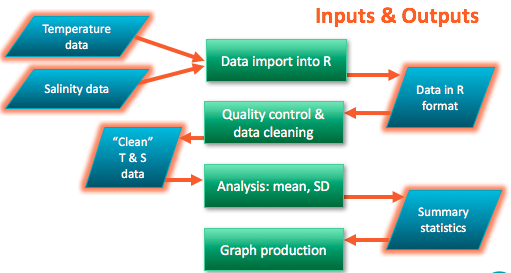 Inputs & Outputs
Temperature
data
Salinity data
Data import into R
Data in R
format
Quality control &
data cleaning
“Clean”
T & S
data
Analysis: mean, SD
Summary
statistics
Graph production